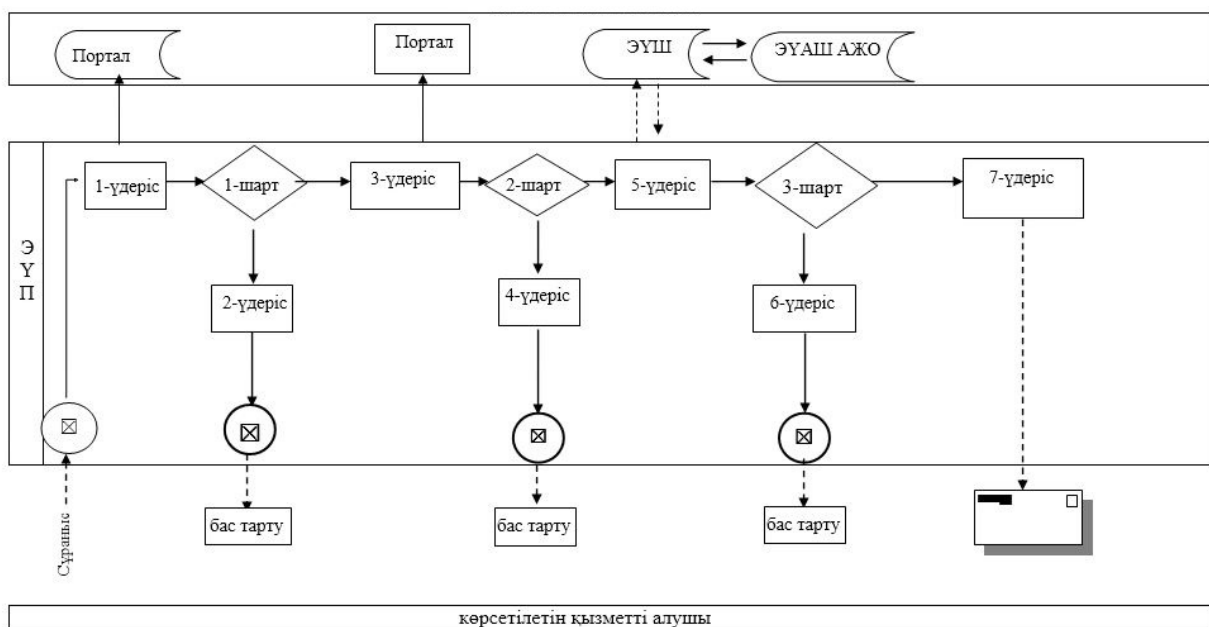 Портал
Портал
ЭҮШ
ЭҮАШ АЖО
1-үдеріс
1-шарт
3-үдеріс
2-шарт
5-үдеріс
3-шарт
7-үдеріс
ЭҮП
2-үдеріс
4-үдеріс
6-үдеріс
Сұраныс
бас тарту
бас тарту
бас тарту
көрсетілетін қызметті алушы